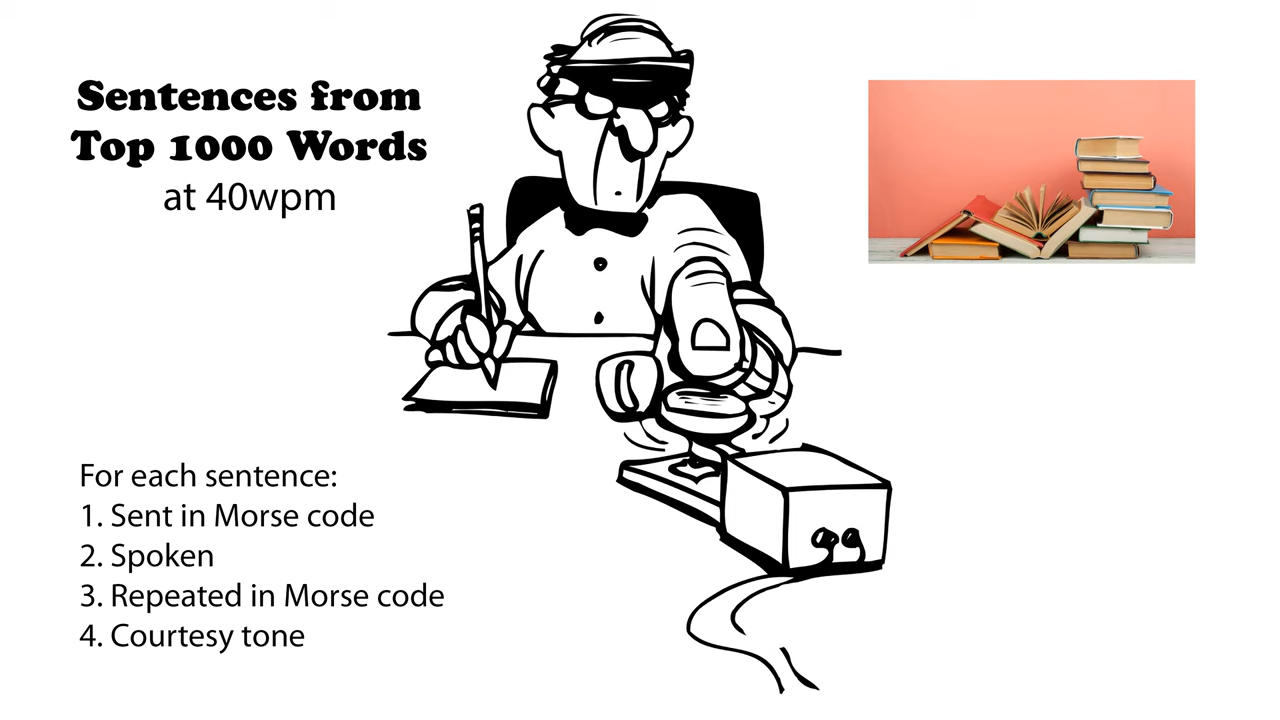 Sentences from
Top 1000 Words
at 40wpm
For each sentence:
1. Sent in Morse code
2. Spoken
3. Repeated in Morse code
4. Courtesy tone